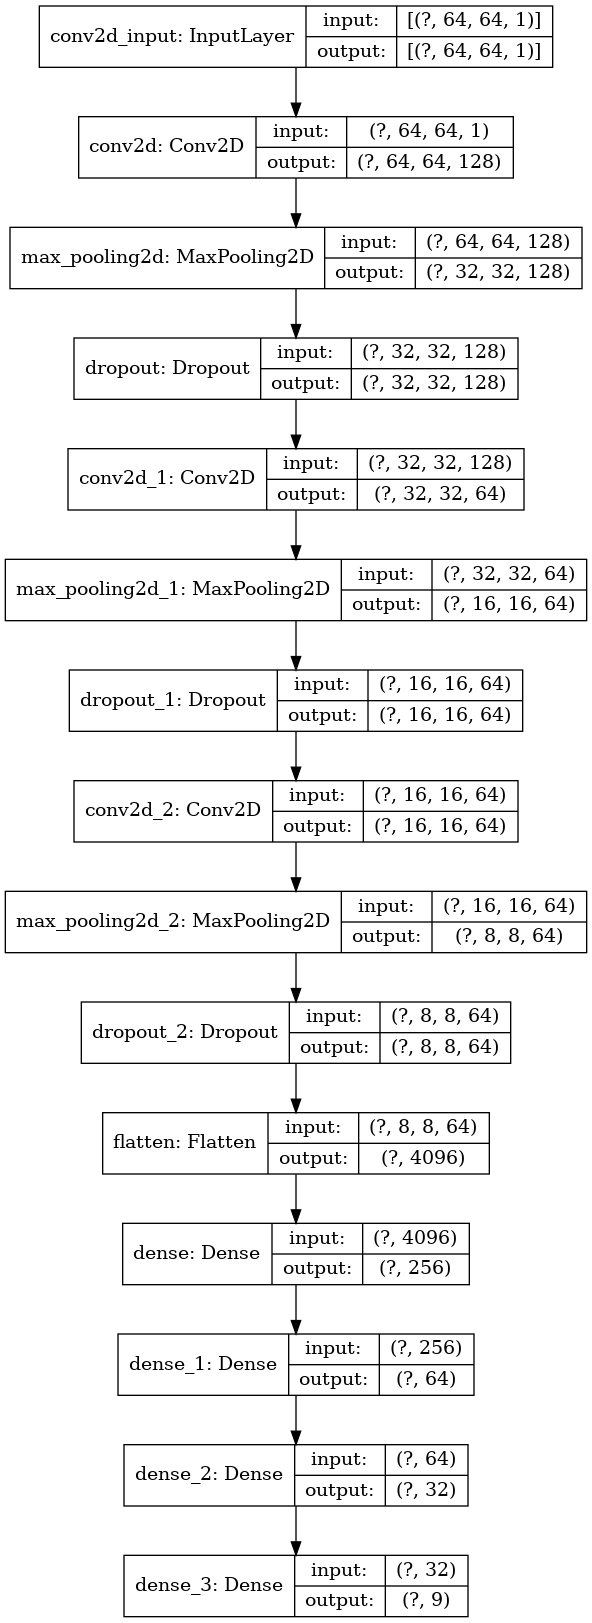 conv2d_input: InputLayer
input: [(?, 64, 64, 1)]
output: [(?, 64, 64, 1)]
conv2d: Conv2D
input: (?, 64, 64, 1)
output: (?, 64, 64, 128)
max_pooling2d: MaxPooling2D
input: (?, 64, 64, 128)
output: (?, 32, 32, 128)
dropout: Dropout
input: (?, 32, 32, 128)
output: (?, 32, 32, 128)
conv2d_1: Conv2D
input: (?, 32, 32, 128)
output: (?, 32, 32, 64)
max_pooling2d_1: MaxPooling2D
input: (?, 32, 32, 64)
output: (?, 16, 16, 64)
dropout_1: Dropout
input: (?, 16, 16, 64)
output: (?, 16, 16, 64)
conv2d_2: Conv2D
input: (?, 16, 16, 64)
output: (?, 16, 16, 64)
max_pooling2d_2: MaxPooling2D
input: (?, 16, 16, 64)
output: (?, 8, 8, 64)
dropout_2: Dropout
input: (?, 8, 8, 64)
output: (?, 8, 8, 64)
flatten: Flatten
input: (?, 8, 8, 64)
output: (?, 4096)
dense: Dense
input: (?, 4096)
output: (?, 256)
dense_1: Dense
input: (?, 256)
output: (?, 64)
dense_2: Dense
input: (?, 64)
output: (?, 32)
dense_3: Dense
input: (?, 32)
output: (?, 9)